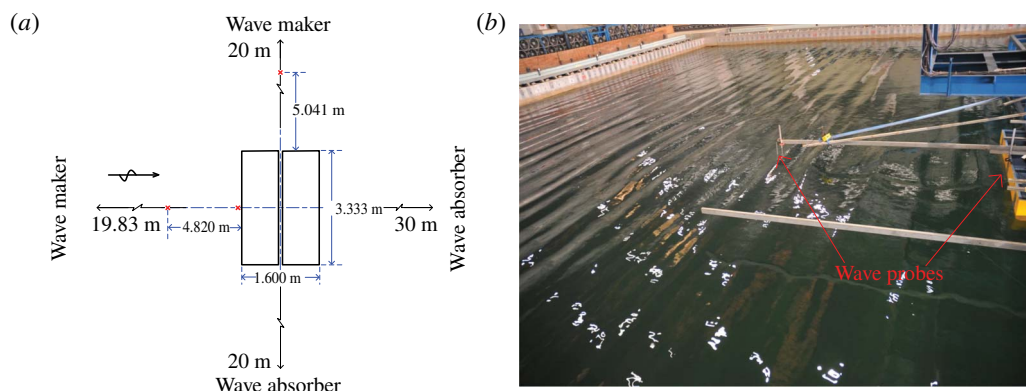 (a)
Wave maker
20 m
5.041 m
Wave maker
19.83 m
4.820 m
3.333 m
30 m
Wave absorber
1.600 m
20 m
Wave absorber
(b)
Wave probes